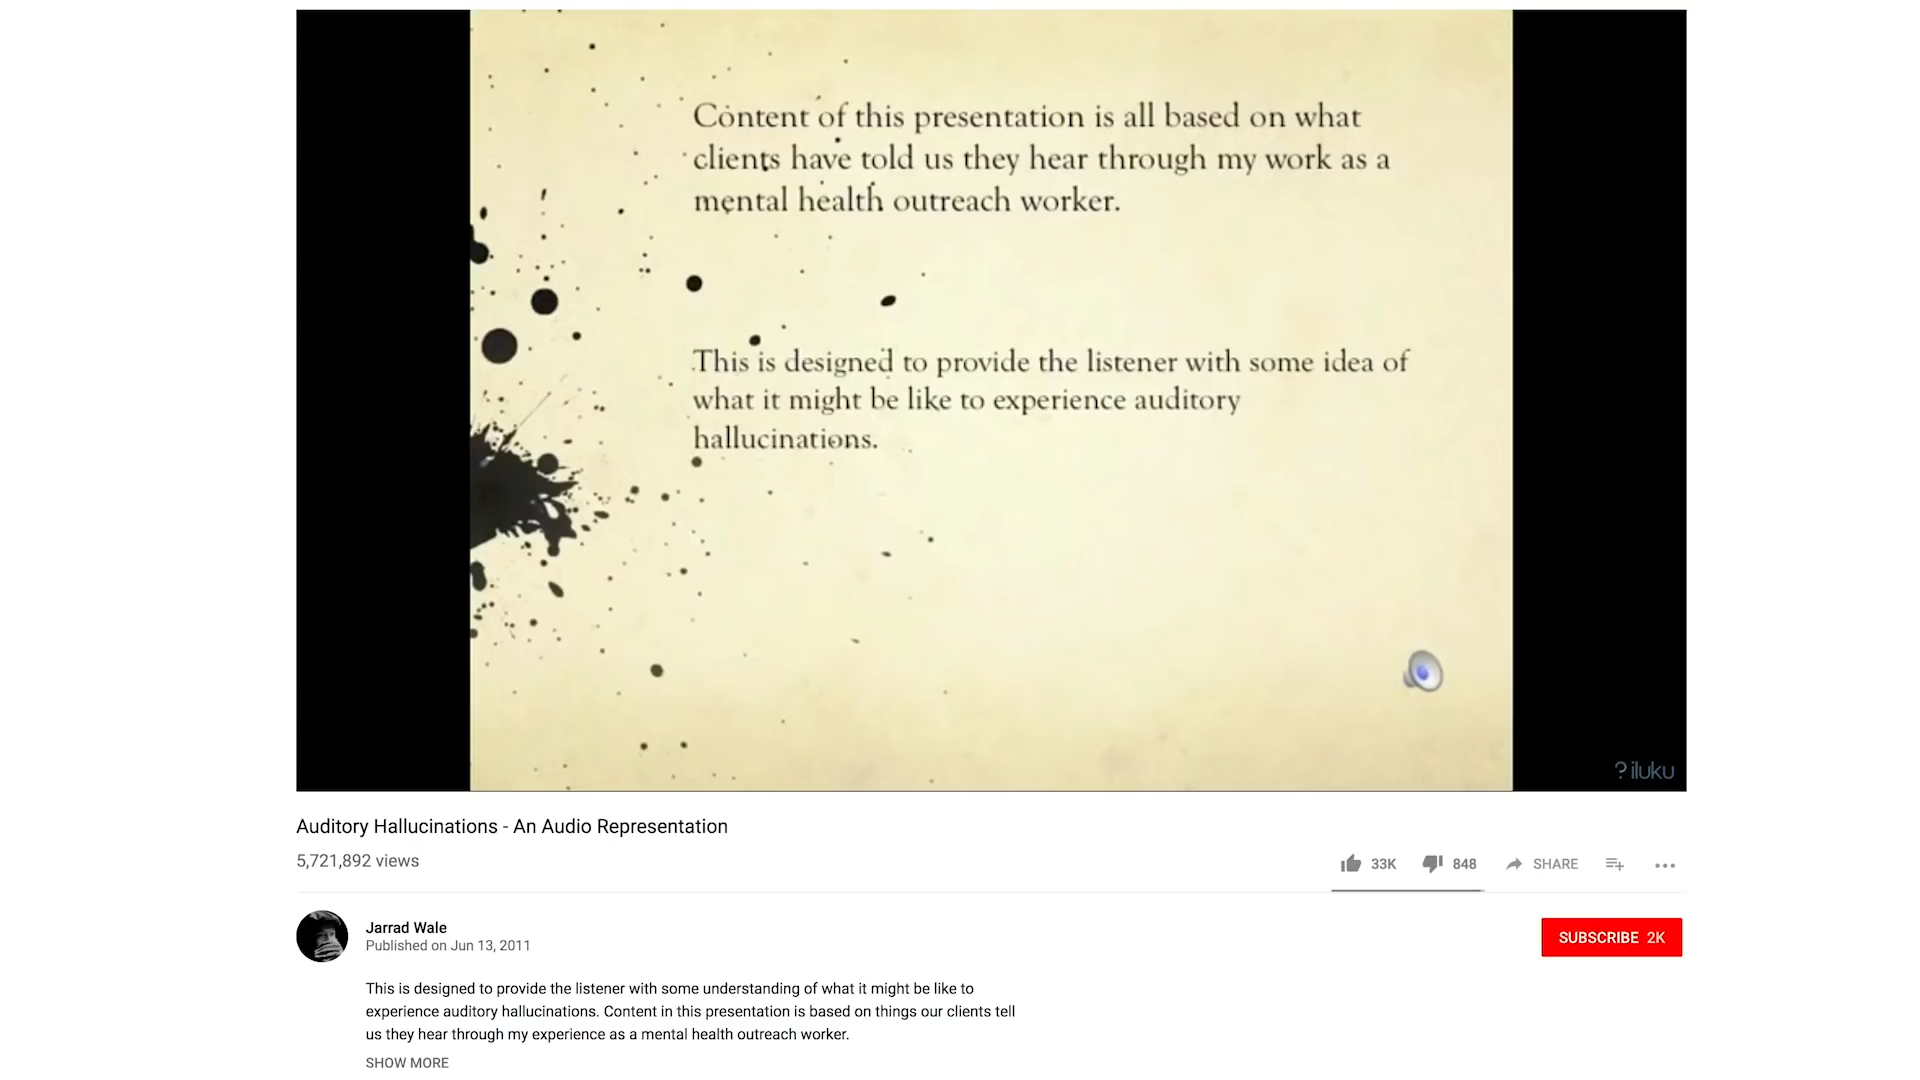 Content of this presentation is all based on what
clients have told us they hear through my work as a
mental health outreach worker.
This is designed to provide the listener with some idea of
what it might be like to experience auditory
hallucinations.
iluku
Auditory Hallucinations - An Audio Representation
5,721,892 views
33K
848
SHARE
Jarrad Wale
Published on Jun 13, 2011
SUBSCRIBE 2K
This is designed to provide the listener with some understanding of what it might be like to
experience auditory hallucinations. Content in this presentation is based on things our clients tell
us they hear through my experience as a mental health outreach worker.
SHOW MORE